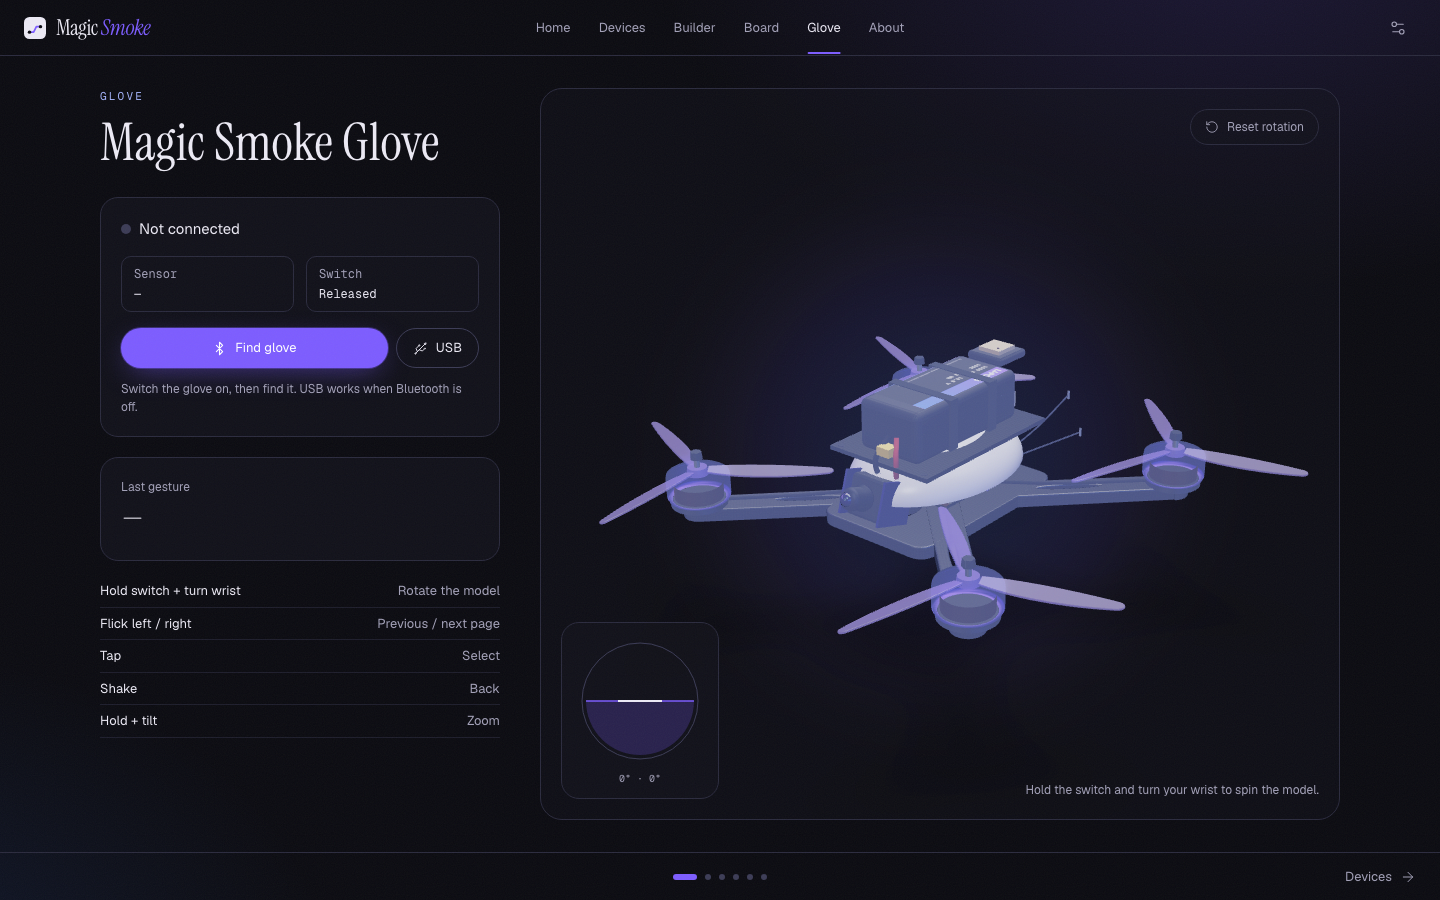 Magic Smoke
Home
Devices
Builder
Board
Glove
About
GLOVE
Magic Smoke Glove
Not connected
Sensor
—
Switch
Released
Find glove
USB
Switch the glove on, then find it. USB works when Bluetooth is
off.
Last gesture
—
Hold switch + turn wrist
Rotate the model
Flick left / right
Previous / next page
Tap
Select
Shake
Back
Hold + tilt
Zoom
Reset rotation
0° · 0°
Hold the switch and turn your wrist to spin the model.
Devices